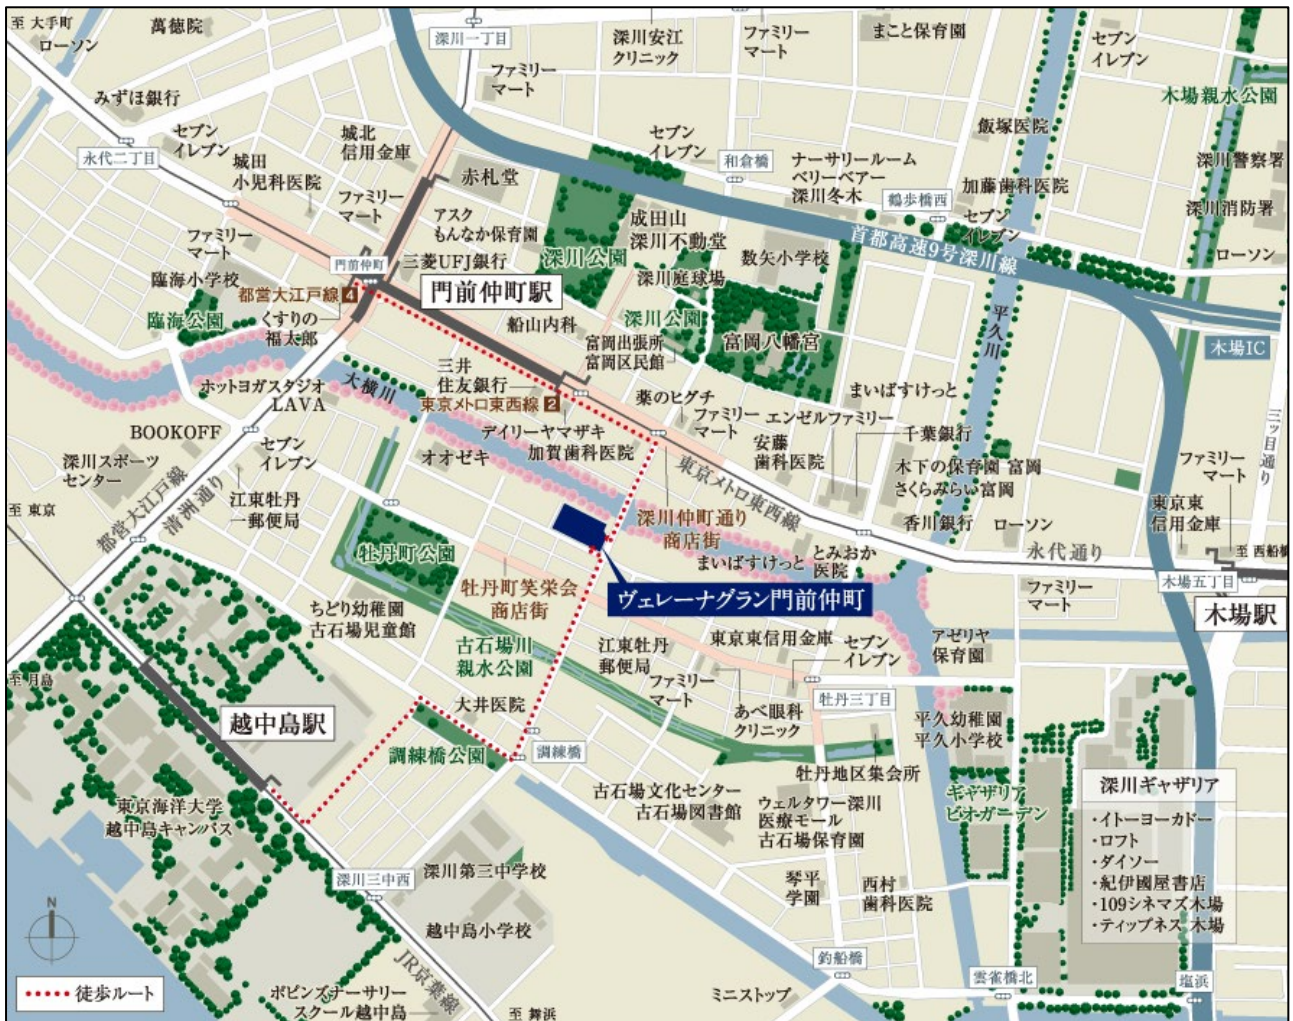 至 大手町
萬徳院
ローソン
深川一丁目
深川安江
クリニック
ファミリー
マート
まこと保育園
セブン
イレブン
ファミリー
マート
木場親水公園
みずほ銀行
セブン
イレブン
城北
信用金庫
セブン
イレブン
飯塚医院
永代二丁目
城田
小児科医院
赤札堂
和倉橋
ナーサリールーム
ベリーベアー
深川冬木
加藤歯科医院
深川警察署
ファミリー
マート
アスク
もんなか保育園
成田山
深川不動堂
鶴歩橋西
セブン
イレブン
深川消防署
ファミリー
マート
門前仲町
三菱UFJ銀行
深川公園
数矢小学校
首都高速9号深川線
ローソン
臨海小学校
都営大江戸線 4
門前仲町駅
深川庭球場
臨海公園
くすりの
福太郎
船山内科
深川公園
富岡出張所
富岡区民館
富岡八幡宮
平久川
木場IC
三井
住友銀行
ホットヨガスタジオ
LAVA
大横川
東京メトロ東西線 2
薬のヒグチ
まいばすけっと
三ッ目通り
BOOKOFF
デイリーヤマザキ
加賀歯科医院
ファミリー
マート
エンゼルファミリー
安藤
歯科医院
千葉銀行
深川スポーツ
センター
セブン
イレブン
オオゼキ
東京メトロ東西線
木下の保育園 富岡
さくらみらい富岡
ファミリー
マート
至 東京
都営大江戸線
清洲通り
江東牡丹
一郵便局
深川仲町通り
商店街
香川銀行
ローソン
東京東
信用金庫
牡丹町公園
まいばすけっと
とみおか
医院
永代通り
至 西船橋
牡丹町笑栄会
商店街
ヴェレーナグラン門前仲町
木場五丁目
ファミリー
マート
木場駅
ちどり幼稚園
古石場児童館
古石場川
親水公園
江東牡丹
郵便局
東京東信用金庫
セブン
イレブン
アゼリヤ
保育園
至 月島
ファミリー
マート
牡丹三丁目
越中島駅
大井医院
あべ眼科
クリニック
平久幼稚園
平久小学校
調練橋公園
調練橋
牡丹地区集会所
東京海洋大学
越中島キャンパス
古石場文化センター
古石場図書館
ウェルタワー深川
医療モール
古石場保育園
ギャザリア
ビオガーデン
深川ギャザリア
・イトーヨーカドー
・ロフト
・ダイソー
・紀伊國屋書店
・109シネマズ木場
・ティップネス 木場
深川三中西
深川第三中学校
琴平
学園
西村
歯科医院
N
越中島小学校
JR京葉線
釣船橋
雲雀橋北
塩浜
徒歩ルート
ポピンズナーサリー
スクール越中島
至 舞浜
ミニストップ